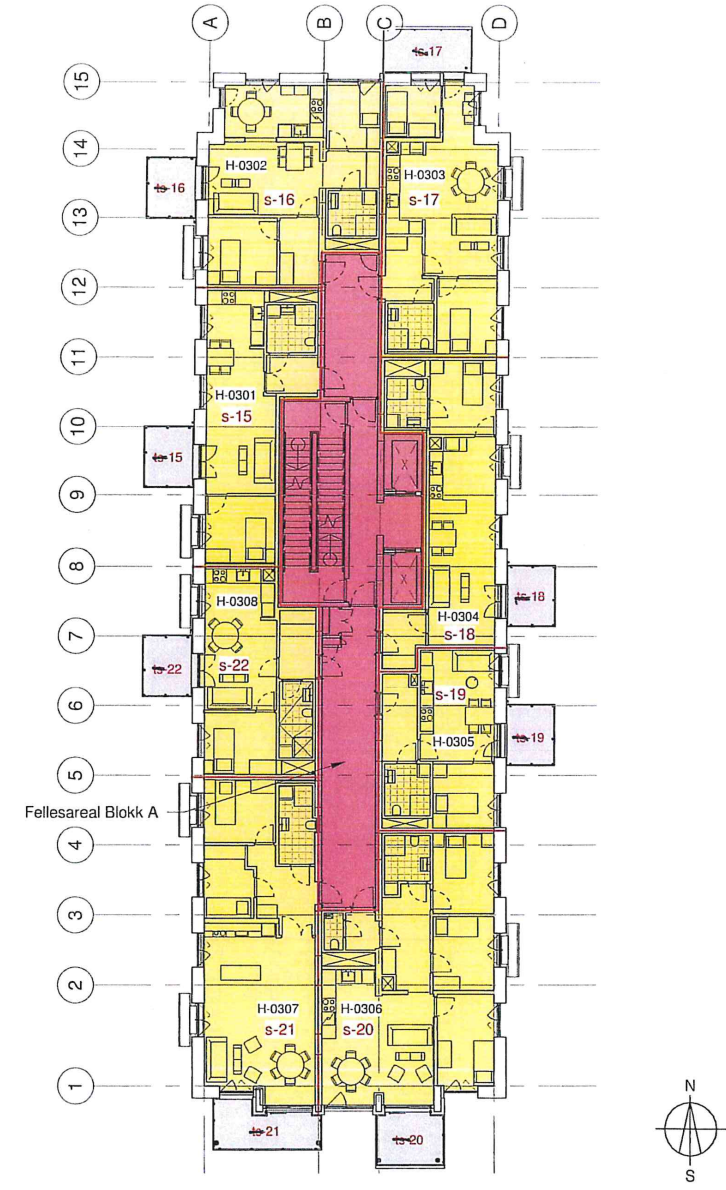 A
B
C
D
ts-17
15
14
H-0302
H-0303
ts-16
s-16
s-17
13
12
11
H-0301
s-15
10
ts-15
9
8
H-0308
ts-18
H-0304
7
s-18
s-22
ts-22
s-19
6
ts-19
H-0305
5
Fellesareal Blokk A
4
3
2
H-0307
H-0306
s-21
s-20
1
N
ts-21
ts-20
S